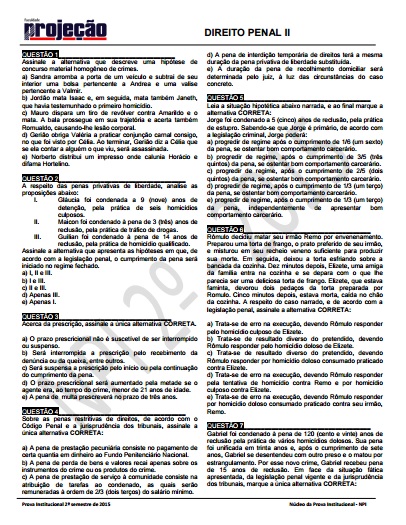 Faculdade
projeção
DIREITO PENAL II
QUESTÃO 1
Assinale a alternativa que descreve uma hipótese de
concurso material homogêneo de crimes.
a) Sandra arromba a porta de um veículo e subtrai de seu
interior uma bolsa pertencente a Andrea e uma valise
pertencente a Valmir.
b) Jordão mata Isaac e, em seguida, mata também Janeth,
que havia testemunhado o primeiro homicídio.
c) Mauro dispara um tiro de revólver contra Amarildo e o
mata. A bala prossegue em sua trajetória e acerta também
Romualdo, causando-lhe lesão corporal.
d) Gerião obriga Valéria a praticar conjunção carnal consigo,
no que foi visto por Célia. Ao terminar, Gerião diz a Célia que
se ela contar a alguém o que viu, será assassinada.
e) Norberto distribui um impresso onde calunia Horácio e
difama Hortelino.
QUESTÃO 2
A respeito das penas privativas de liberdade, analise as
proposições abaixo:
I. Gláucia foi condenada a 9 (nove) anos de
detenção, pela prática de seis homicídios
culposos.
II. Maicon foi condenado à pena de 3 (três) anos de
reclusão, pela prática de tráfico de drogas.
III. Guilian foi condenado à pena de 14 anos de
reclusão, pela prática de homicídio qualificado.
Assinale a alternativa que apresenta as hipóteses em que, de
acordo com a legislação penal, o cumprimento da pena será
iniciado no regime fechado.
a) I, II e III.
b) I e III.
c) II e III.
d) Apenas III.
e) Apenas I.
QUESTÃO 3
Acerca da prescrição, assinale a única alternativa CORRETA.
a) O prazo prescricional não é suscetível de ser interrompido
ou suspenso.
b) Será interrompida a prescrição pelo recebimento da
denúncia ou da queixa, entre outros.
c) Será suspensa a prescrição pelo início ou pela continuação
do cumprimento da pena.
d) O prazo prescricional será aumentado pela metade se o
agente era, ao tempo do crime, menor de 21 anos de idade.
e) A pena de multa prescreverá no prazo de três anos.
QUESTÃO 4
Sobre as penas restritivas de direitos, de acordo com o
Código Penal e a jurisprudência dos tribunais, assinale a
única alternativa CORRETA:
a) A pena de prestação pecuniária consiste no pagamento de
certa quantia em dinheiro ao Fundo Penitenciário Nacional.
b) A pena de perda de bens e valores recai apenas sobre os
instrumentos do crime ou os produtos do crime.
c) A pena de prestação de serviço à comunidade consiste na
atribuição de tarefas ao condenado, as quais serão
remuneradas à ordem de 2/3 (dois terços) do salário mínimo.
d) A pena de interdição temporária de direitos terá a mesma
duração da pena privativa de liberdade substituída.
e) A duração da pena de recolhimento domiciliar será
determinada pelo juiz, à luz das circunstâncias do caso
concreto.
QUESTÃO 5
Leia a situação hipotética abaixo narrada, e ao final marque a
alternativa CORRETA:
Jorge foi condenado a 5 (cinco) anos de reclusão, pela prática
de estupro. Sabendo-se que Jorge é primário, de acordo com
a legislação criminal, Jorge poderá:
a) progredir de regime após o cumprimento de 1/6 (um sexto)
da pena, se ostentar bom comportamento carcerário.
b) progredir de regime, após o cumprimento de 3/5 (três
quintos) da pena, se ostentar bom comportamento carcerário.
c) progredir de regime, após o cumprimento de 2/5 (dois
quintos) da pena, se ostentar bom comportamento carcerário.
d) progredir de regime após o cumprimento de 1/3 (um terço)
da pena, se ostentar bom comportamento carcerário.
e) progredir de regime após o cumprimento de 1/3 (um terço)
da pena, independentemente de apresentar bom
comportamento carcerário.
QUESTÃO 6
Rômulo decidiu matar seu irmão Remo por envenenamento.
Preparou uma torta de frango, o prato preferido de seu irmão,
e misturou em seu recheio veneno suficiente para produzir
sua morte. Em seguida, deixou a torta esfriando sobre a
bancada da cozinha. Dez minutos depois, Elizete, uma amiga
da família entra na cozinha e se depara com o que lhe
parecia ser uma deliciosa torta de frango. Elizete, que estava
faminta, devorou dois pedaços da torta preparada por
Romulo. Cinco minutos depois, estava morta, caída no chão
da cozinha. A respeito do caso narrado, e de acordo com a
legislação penal, assinale a alternativa CORRETA:
a) Trata-se de erro na execução, devendo Rômulo responder
pelo homicídio culposo de Elizete.
b) Trata-se de resultado diverso do pretendido, devendo
Rômulo responder pelo homicídio doloso de Elizete.
c) Trata-se de resultado diverso do pretendido, devendo
Rômulo responder por homicídio doloso consumado praticado
contra Elizete.
d) Trata-se de erro na execução, devendo Rômulo responder
pela tentativa de homicídio contra Remo e por homicídio
culposo contra Elizete.
e) Trata-se de erro na execução, devendo Rômulo responder
por homicídio doloso consumado praticado contra seu irmão,
Remo.
QUESTÃO 7
Gabriel foi condenado à pena de 120 (cento e vinte) anos de
reclusão pela prática de vários homicídios dolosos. Sua pena
foi unificada em trinta anos e, após o cumprimento de sete
anos, Gabriel se desentendeu com outro preso e o matou por
estrangulamento. Por esse novo crime, Gabriel recebeu pena
de 15 anos de reclusão. Em face da situação fática
apresentada, da legislação penal vigente e da jurisprudência
dos tribunais, marque a única alternativa CORRETA.
Prova Institucional 2º semestre de 2015
Núcleo de Prova Institucional - NPI